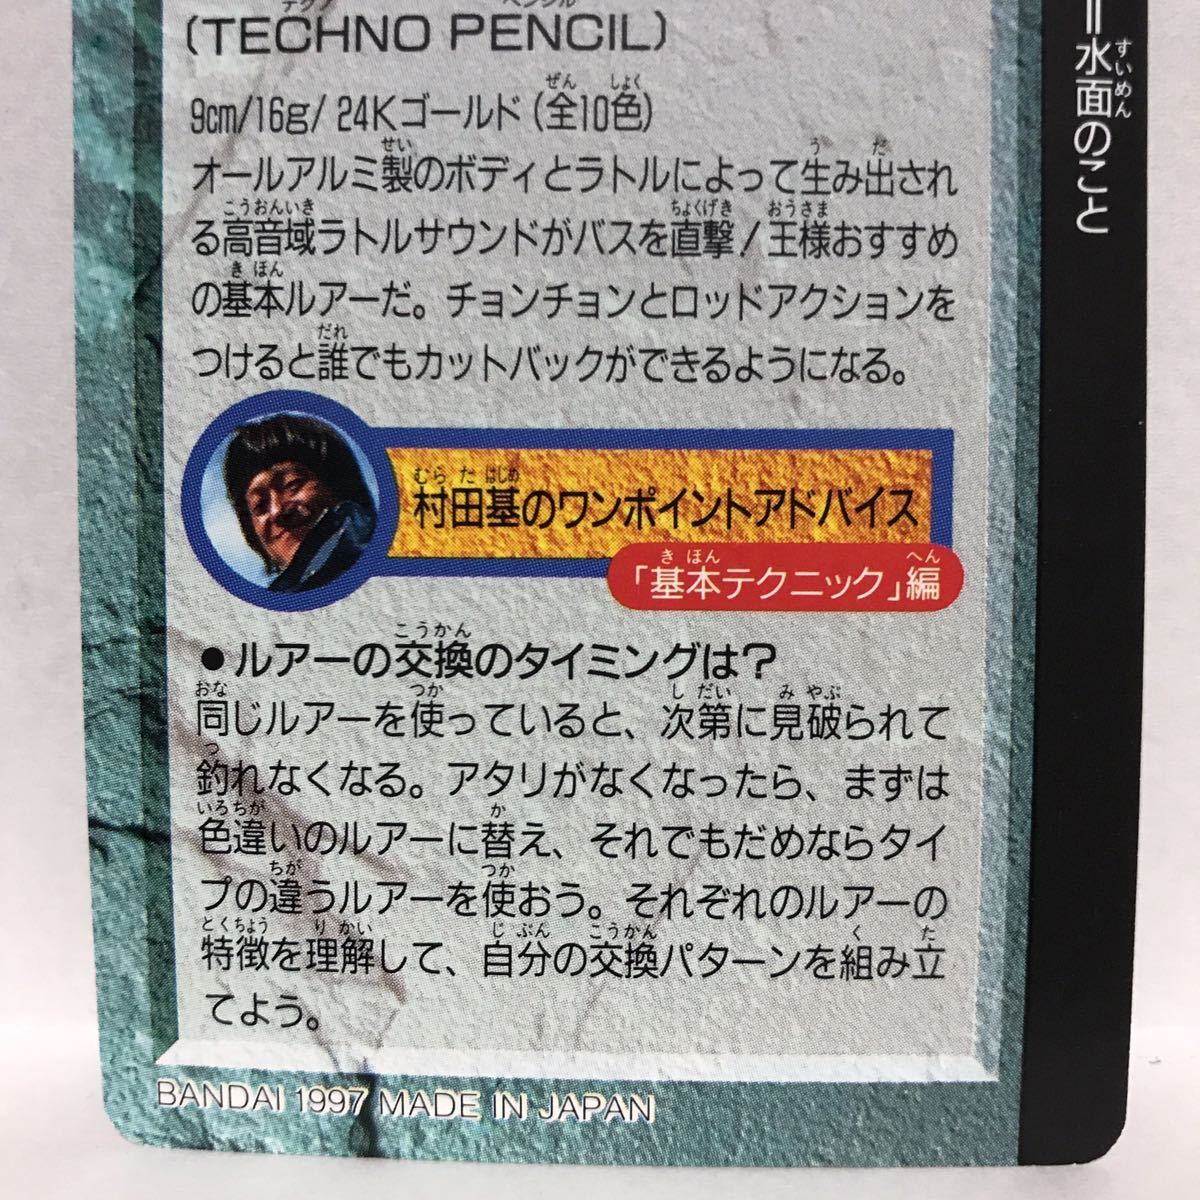 テクノ ペンシル
(TECHNO PENCIL)
9cm/16g/ 24Kゴールド(全10色)
オールアルミ製のボディとラトルによって生み出され
る高音域ラトルサウンドがバスを直撃!王様おすすめ
の基本ルアーだ。チョンチョンとロッドアクションを
つけると誰でもカットバックができるようになる。
村田基のワンポイントアドバイス
「基本テクニック」編
●ルアーの交換のタイミングは?
同じルアーを使っていると、次第に見破られて
釣れなくなる。アタリがなくなったら、まずは
色違いのルアーに替え、それでもだめならタイ
プの違うルアーを使おう。それぞれのルアーの
特徴を理解して、自分の交換パターンを組み立
てよう。
BANDAI 1997 MADE IN JAPAN
=水面のこと